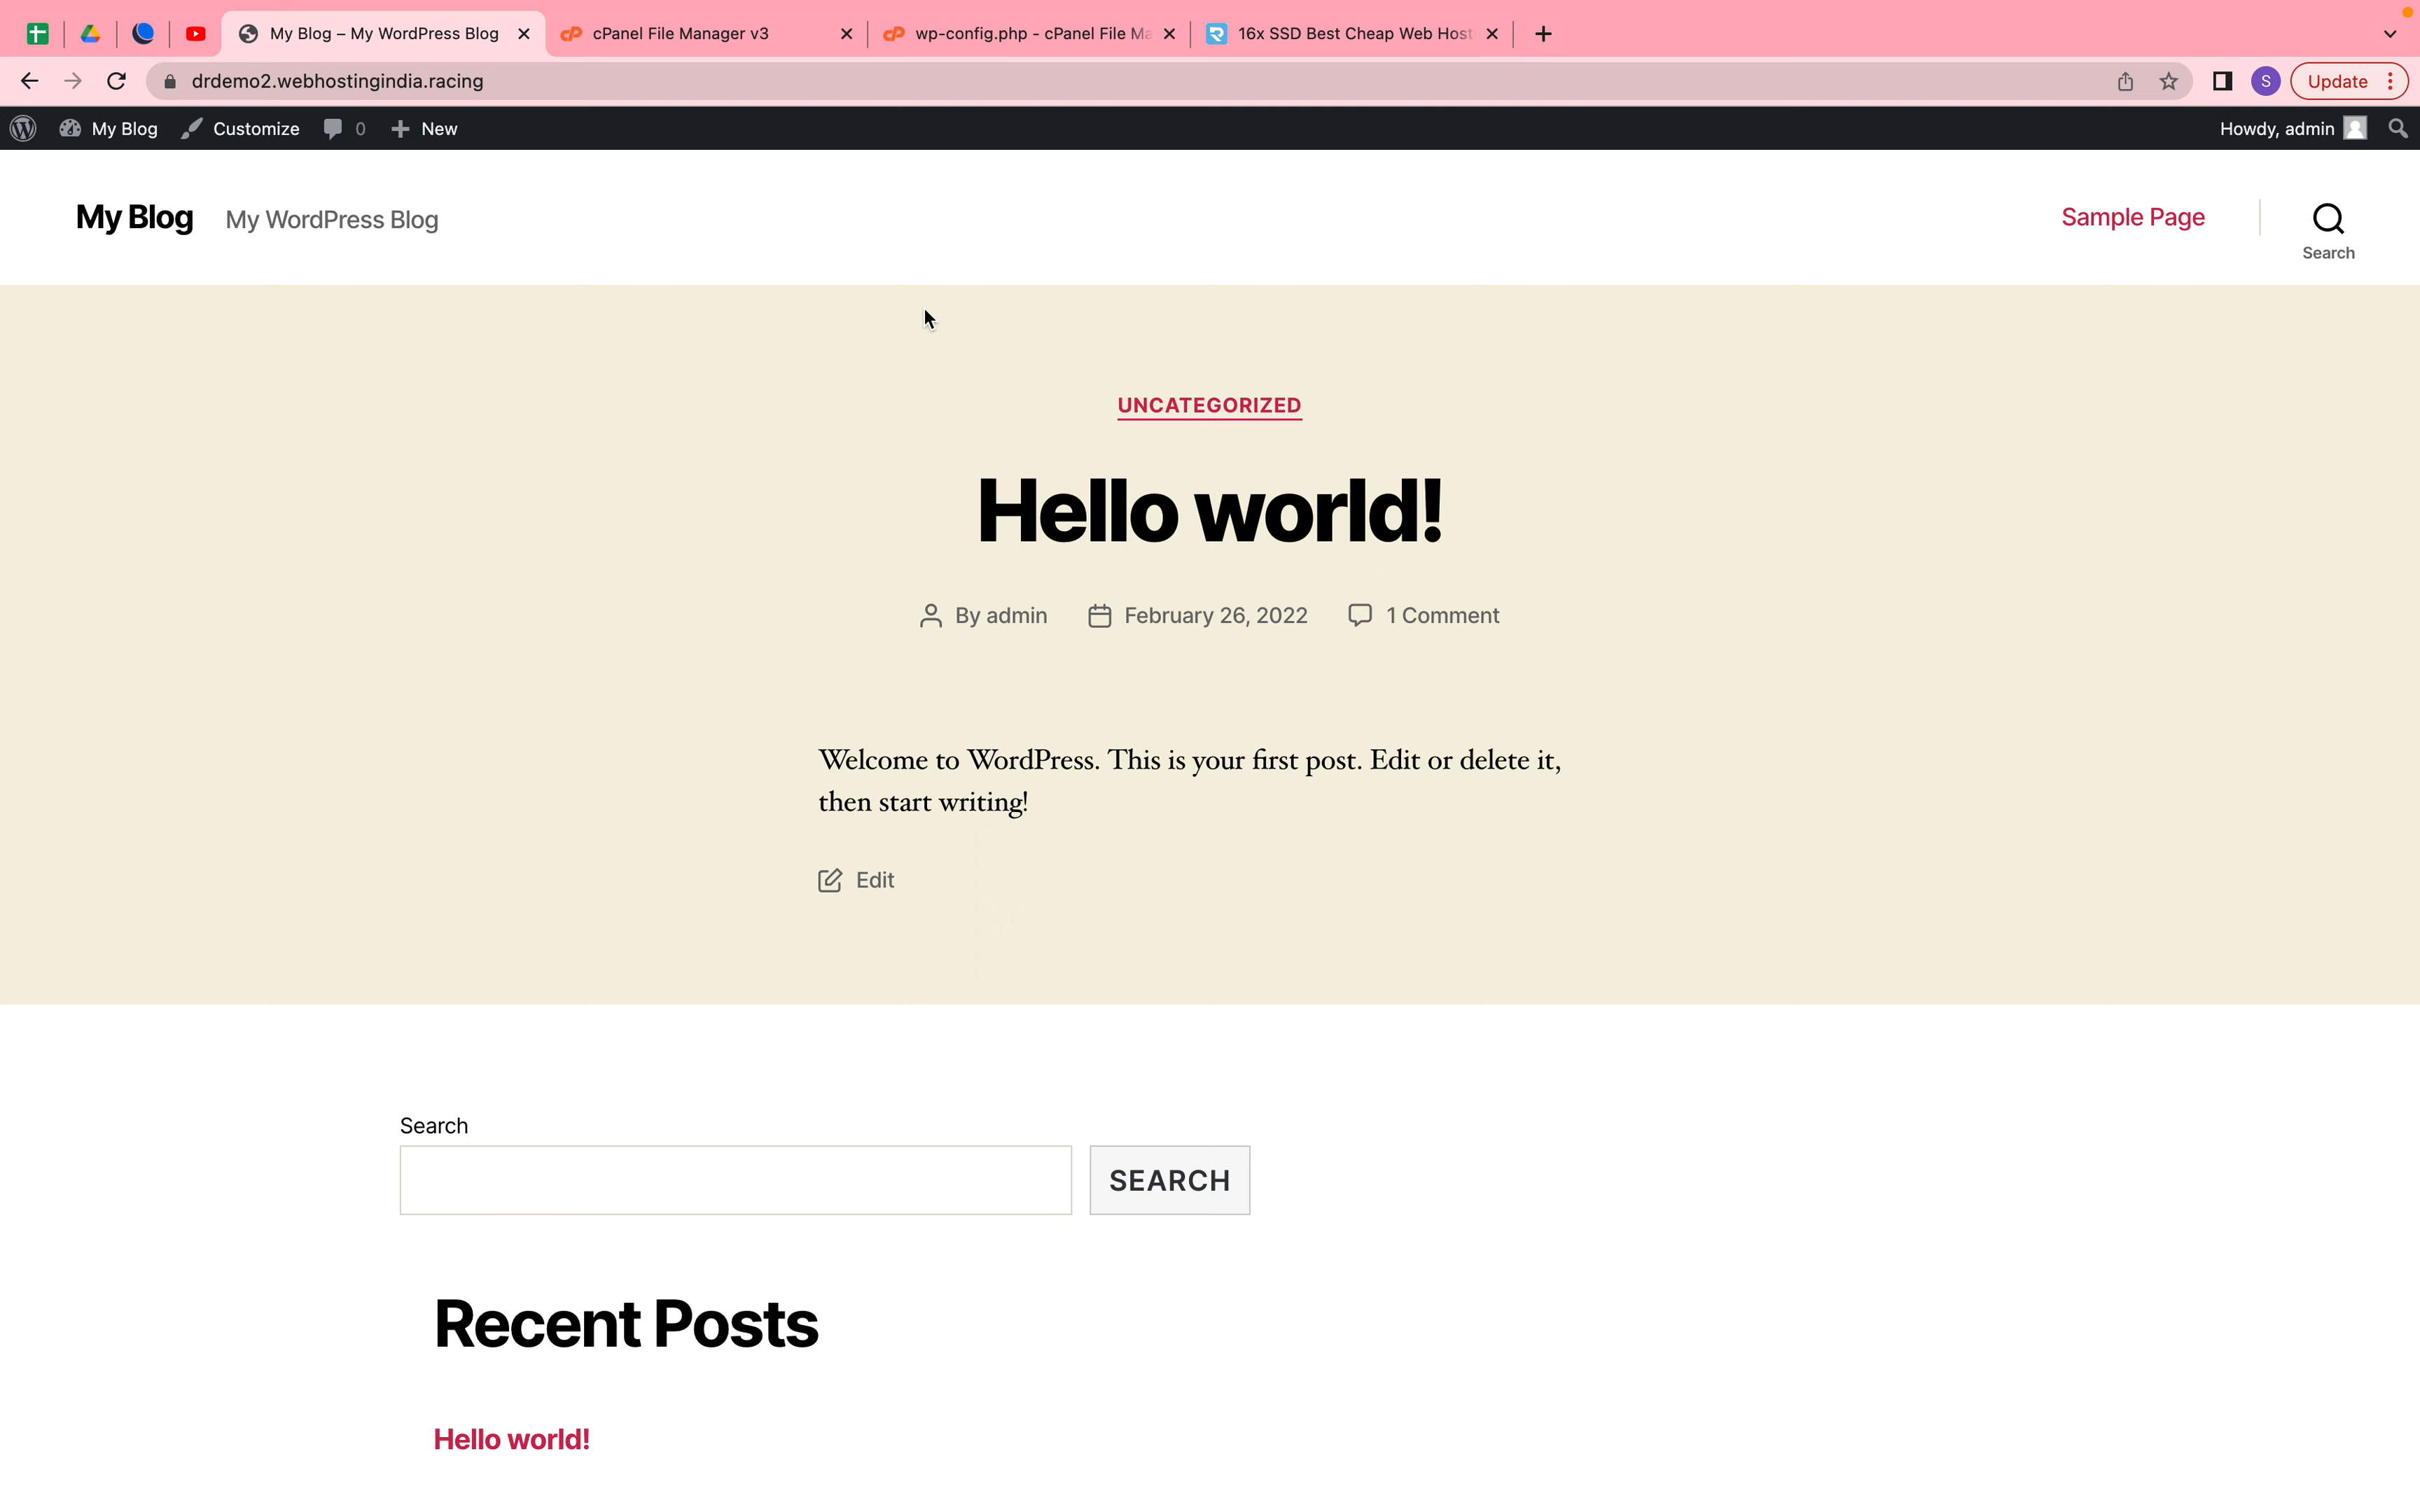 My Blog – My WordPress Blog
cPanel File Manager v3
wp-config.php - cPanel File Ma
16x SSD Best Cheap Web Host
drdemo2.webhostingindia.racing
S
Update
My Blog
Customize
0
New
Howdy, admin
My Blog
My WordPress Blog
Sample Page
Search
UNCATEGORIZED
Hello world!
By admin
February 26, 2022
1 Comment
Welcome to WordPress. This is your first post. Edit or delete it,
then start writing!
Edit
Search
SEARCH
Recent Posts
Hello world!